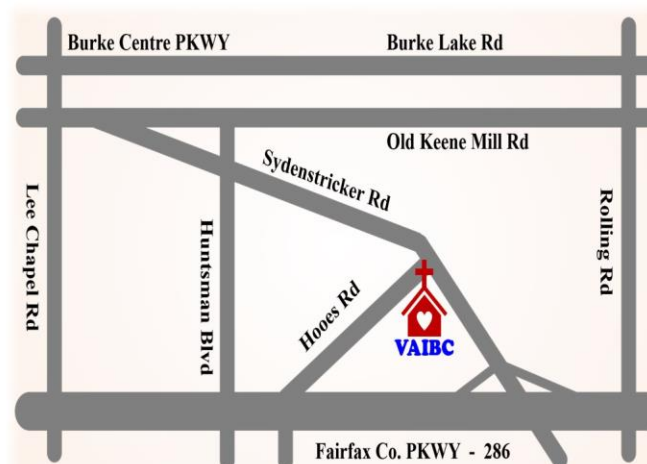 Burke Centre PKWY
Burke Lake Rd
Old Keene Mill Rd
Sydenstricker Rd
Lee Chapel Rd
Huntsman Blvd
Rolling Rd
Hooes Rd
VAIBC
Fairfax Co. PKWY - 286